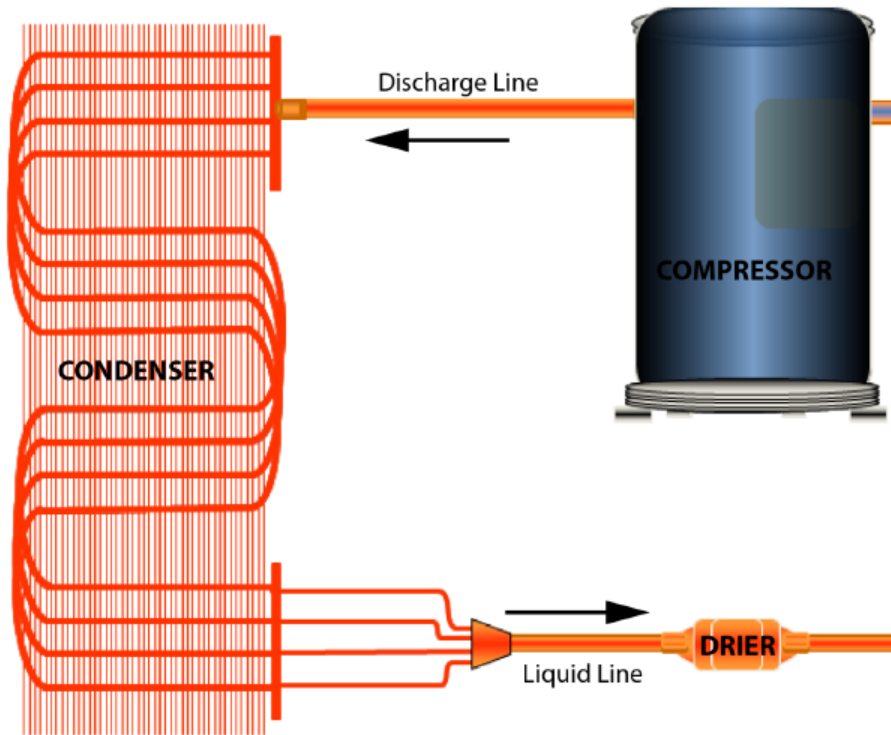 Discharge Line
COMPRESSOR
CONDENSER
DRIER
Liquid Line